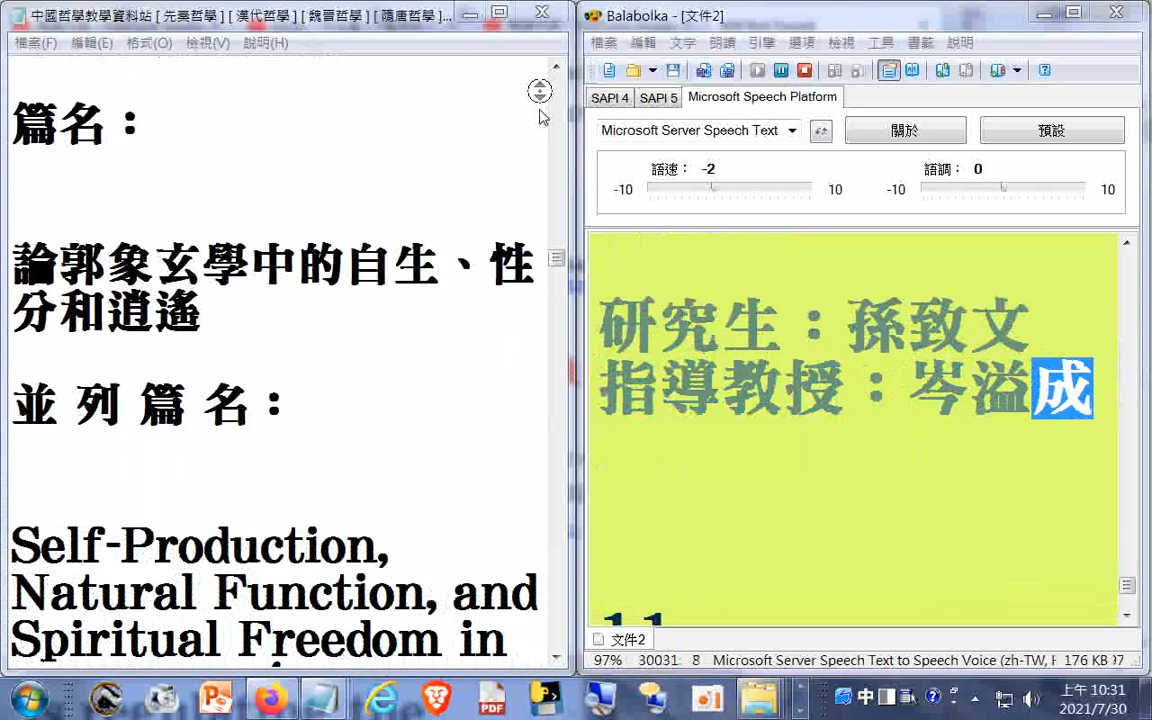 中國哲學教學資料站 [ 先秦哲學 ] [ 漢代哲學 ] [ 魏晉哲學 ] [ 隋唐哲學 ]...
檔案(F) 編輯(E) 格式(O) 檢視(V) 說明(H)
篇名：
論郭象玄學中的自生、性
分和逍遙
並 列 篇 名：
Self-Production,
Natural Function, and
Spiritual Freedom in
Balabolka - [文件2]
檔案 編輯 文字 朗讀 引擎 選項 檢視 工具 書籤 說明
SAPI 4 SAPI 5 Microsoft Speech Platform
Microsoft Server Speech Text 關於 預設
語速： -2 語調： 0
-10 10 -10 10
研究生：孫致文
指導教授：岑溢成
11
文件2
97% 30031 8 Microsoft Server Speech Text to Speech Voice (zh-TW, H 176 KB
中 上午 10:31
2021/7/30